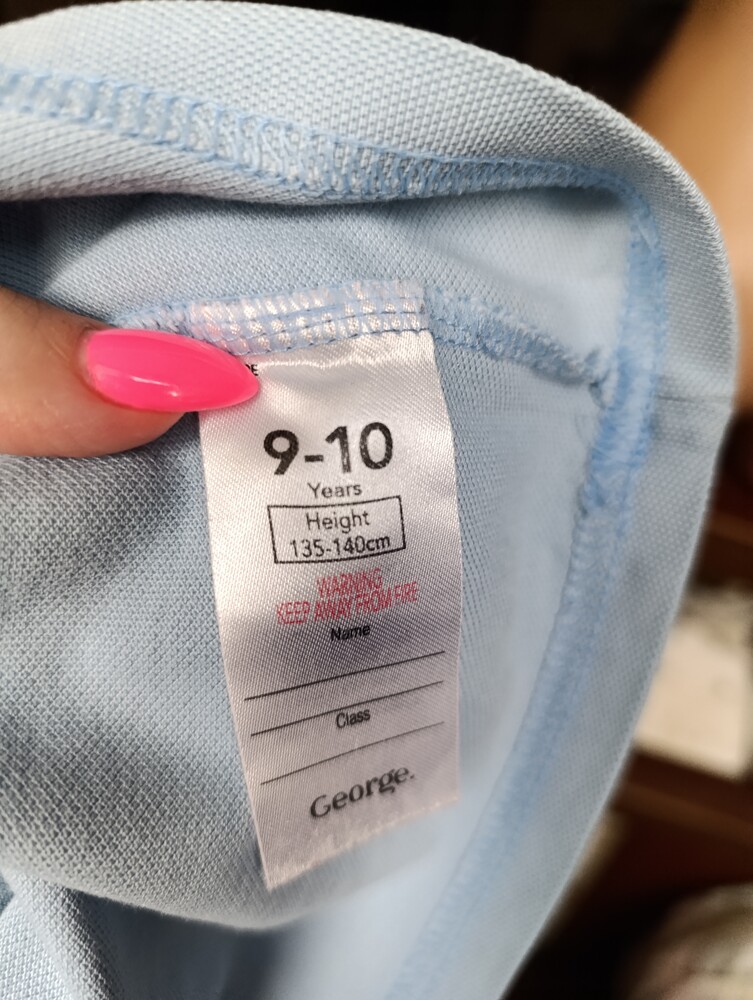 9-10
Years
Height
135-140cm
WARNING
KEEP AWAY FROM FIRE
Name
Class
George.